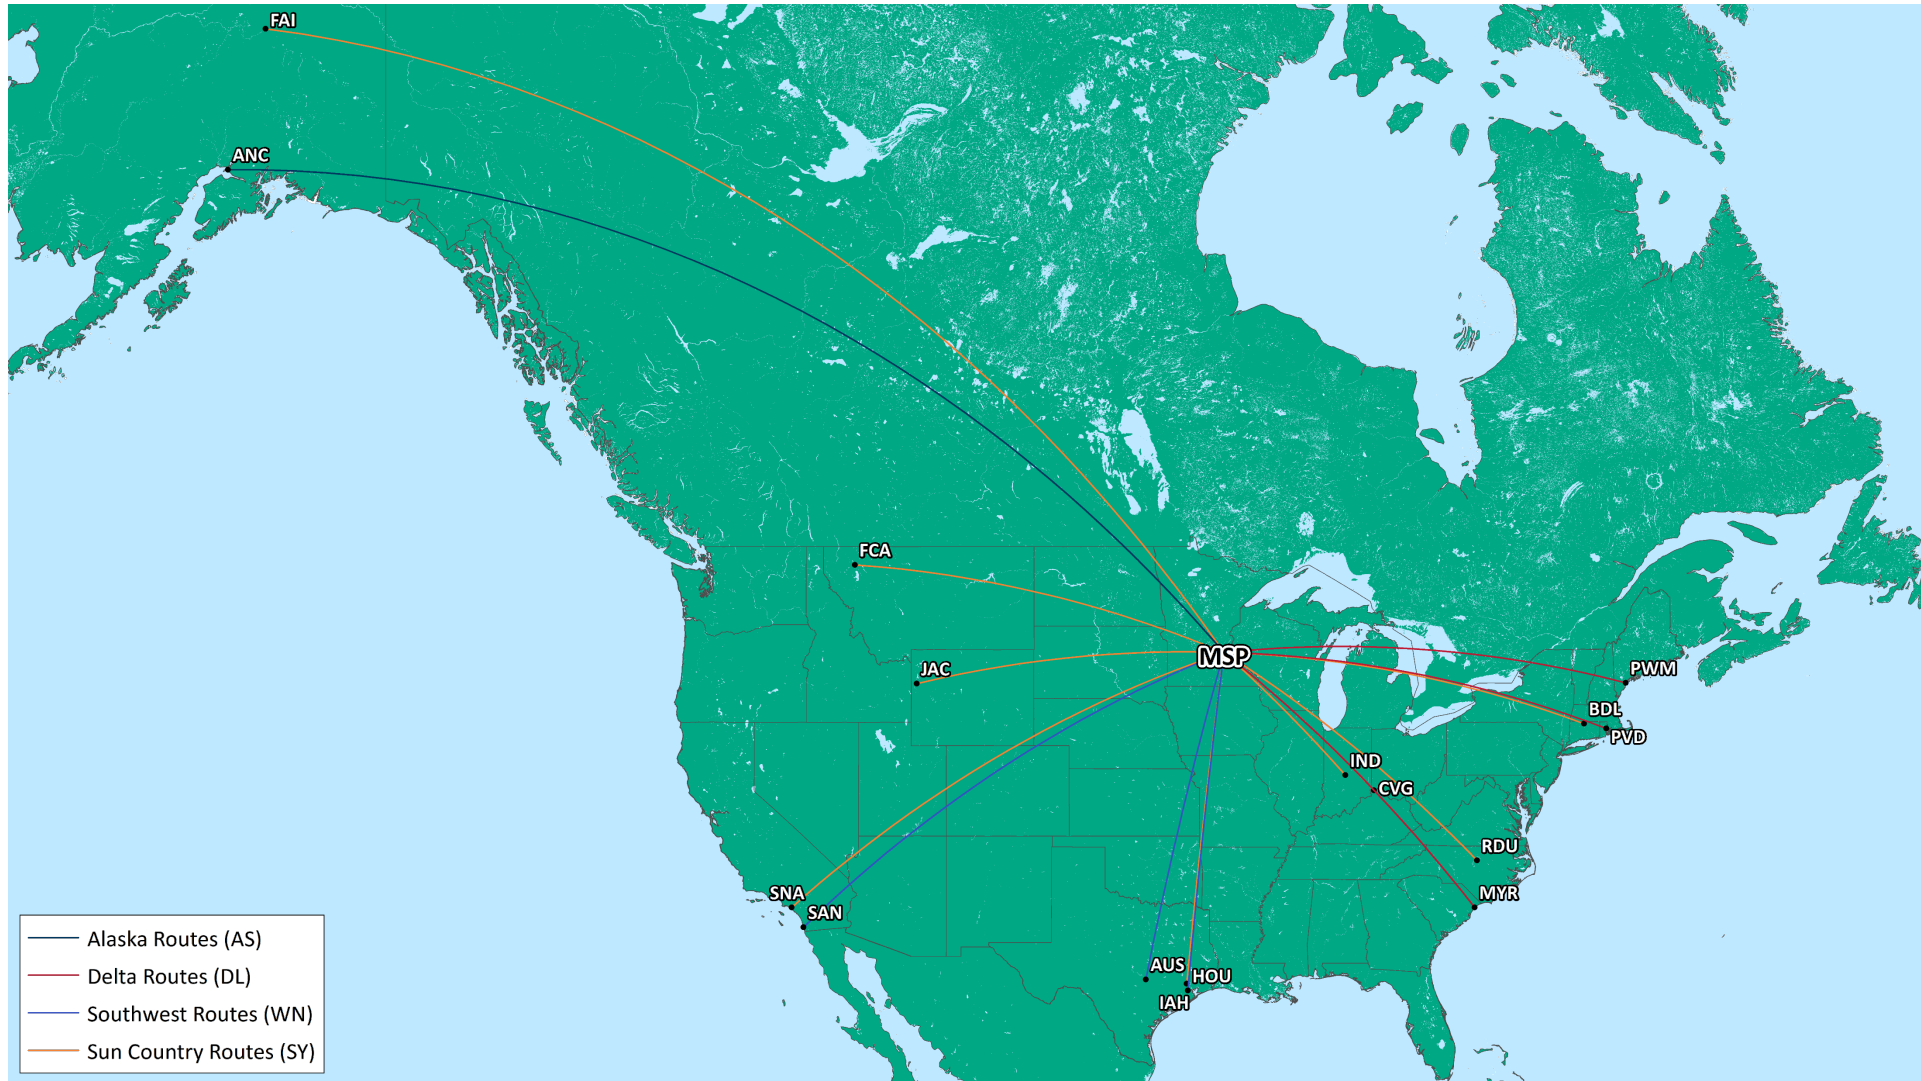 FAI
ANC
FCA
MSP
JAC
PWM
BDL
PVD
IND
CVG
RDU
SNA
MYR
SAN
AUS
HOU
IAH
Alaska Routes (AS)
Delta Routes (DL)
Southwest Routes (WN)
Sun Country Routes (SY)